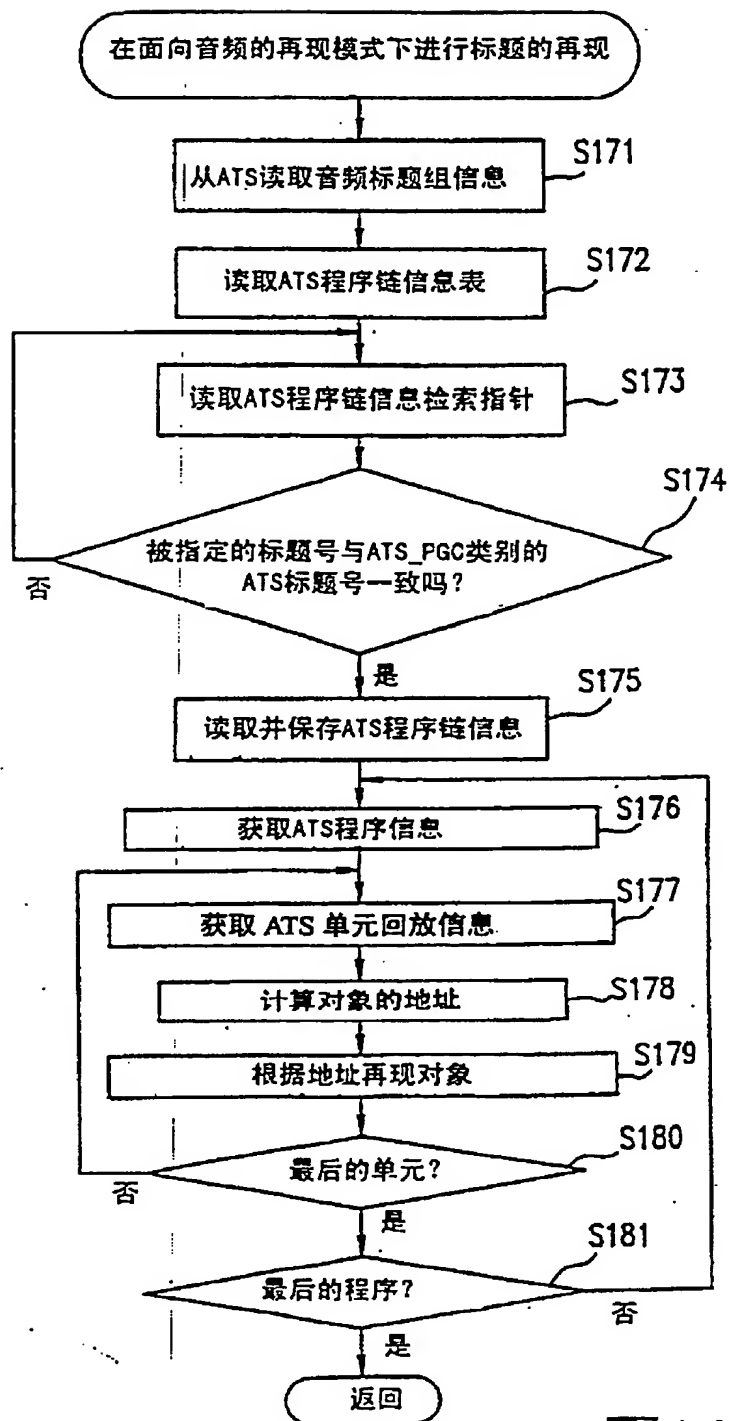 在面向音频的再现模式下进行标题的再现
S171
从ATS读取音频标题组信息
S172
读取ATS程序链信息表
S173
读取ATS程序链信息检索指针
S174
被指定的标题号与ATS_PGC类别的
ATS标题号一致吗?
否
是
S175
读取并保存ATS程序链信息
S176
获取ATS程序信息
S177
获取 ATS 单元回放信息
S178
计算对象的地址
S179
根据地址再现对象
S180
最后的单元?
否
是
S181
最后的程序?
否
是
返回